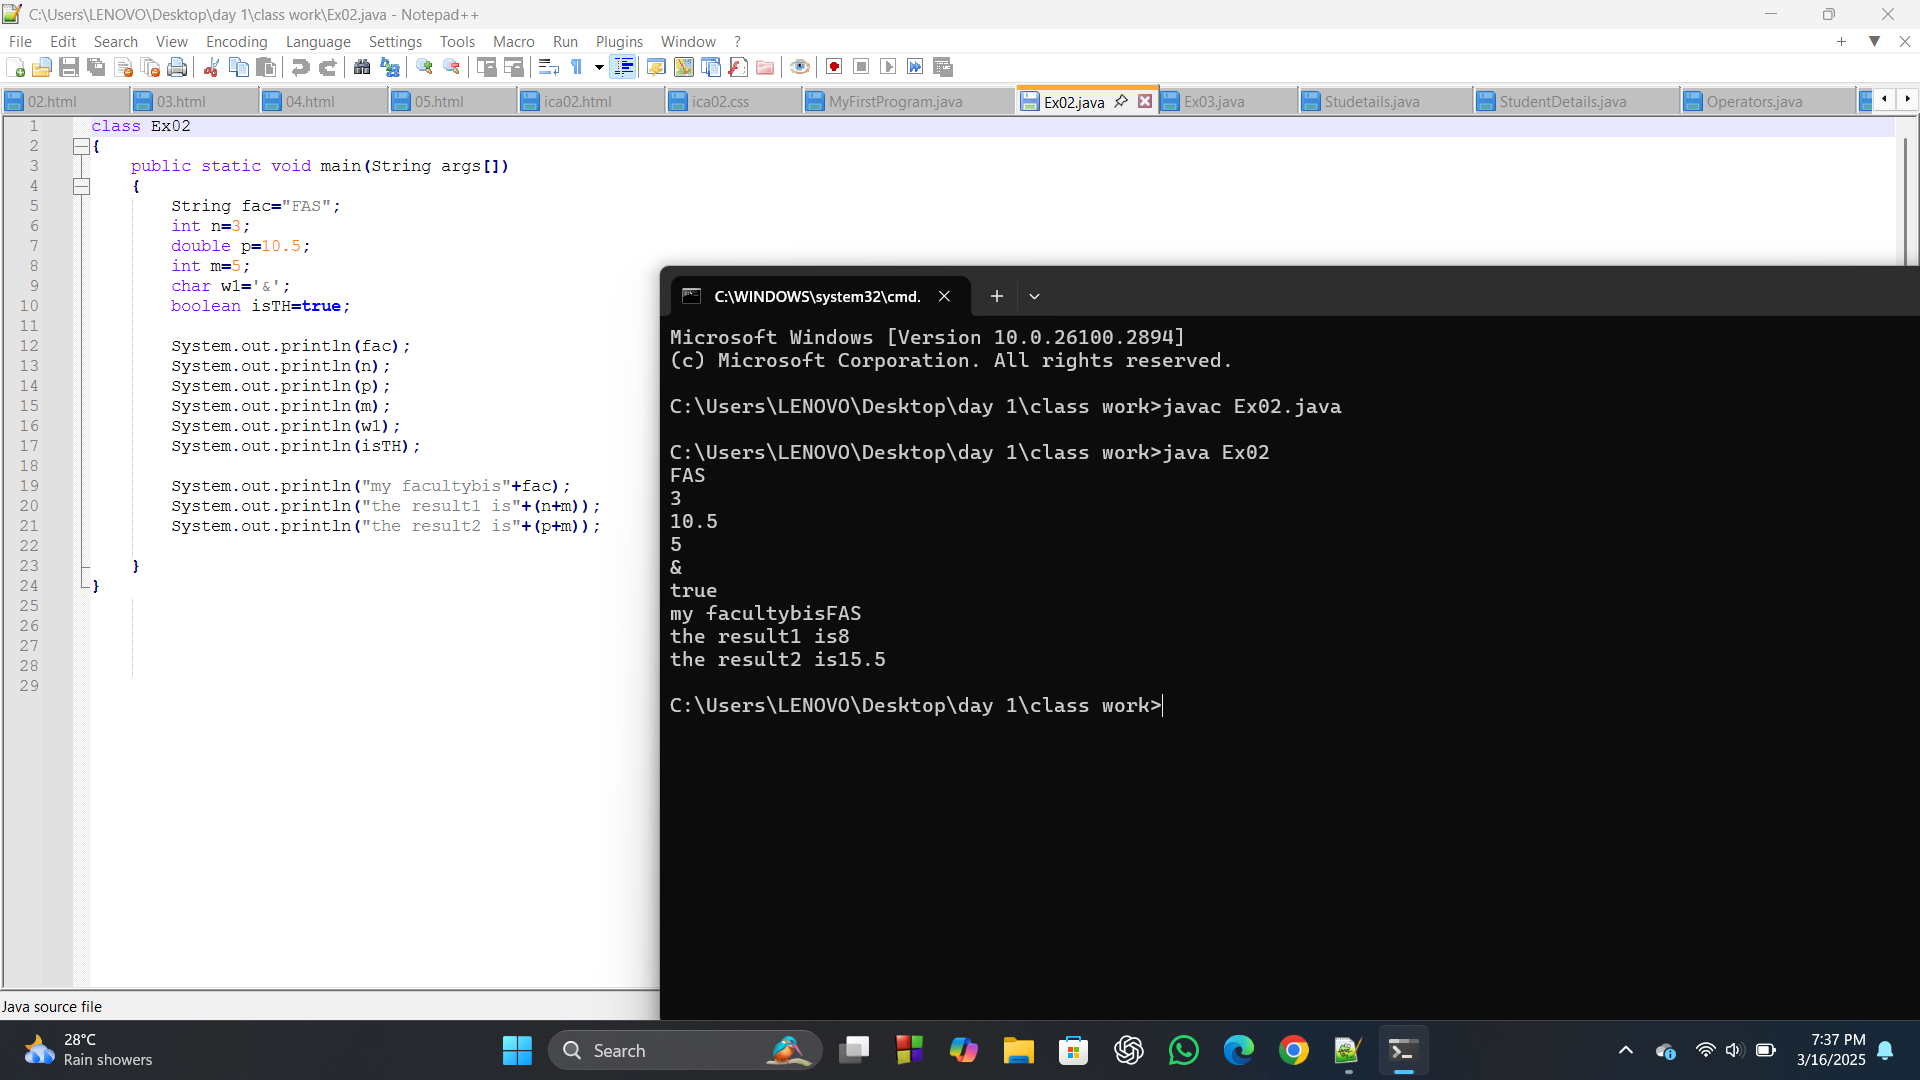 C:\Users\LENOVO\Desktop\day 1\class work\Ex02.java - Notepad++
File Edit Search View Encoding Language Settings Tools Macro Run Plugins Window ?
02.html 03.html 04.html 05.html ica02.html ica02.css MyFirstProgram.java Ex02.java Ex03.java Studetails.java StudentDetails.java Operators.java
1 class Ex02
2 {
3 public static void main(String args[])
4 {
5 String fac="FAS";
6 int n=3;
7 double p=10.5;
8 int m=5;
9 char w1='&';
10 boolean isTH=true;
11
12 System.out.println(fac);
13 System.out.println(n);
14 System.out.println(p);
15 System.out.println(m);
16 System.out.println(w1);
17 System.out.println(isTH);
18
19 System.out.println("my facultybis"+fac);
20 System.out.println("the result1 is"+(n+m));
21 System.out.println("the result2 is"+(p+m));
22
23 }
24 }
25
26
27
28
29
C:\WINDOWS\system32\cmd.
Microsoft Windows [Version 10.0.26100.2894]
(c) Microsoft Corporation. All rights reserved.
C:\Users\LENOVO\Desktop\day 1\class work>javac Ex02.java
C:\Users\LENOVO\Desktop\day 1\class work>java Ex02
FAS
3
10.5
5
&
true
my facultybisFAS
the result1 is8
the result2 is15.5
C:\Users\LENOVO\Desktop\day 1\class work>
Java source file
28°C
Rain showers
Search
7:37 PM
3/16/2025